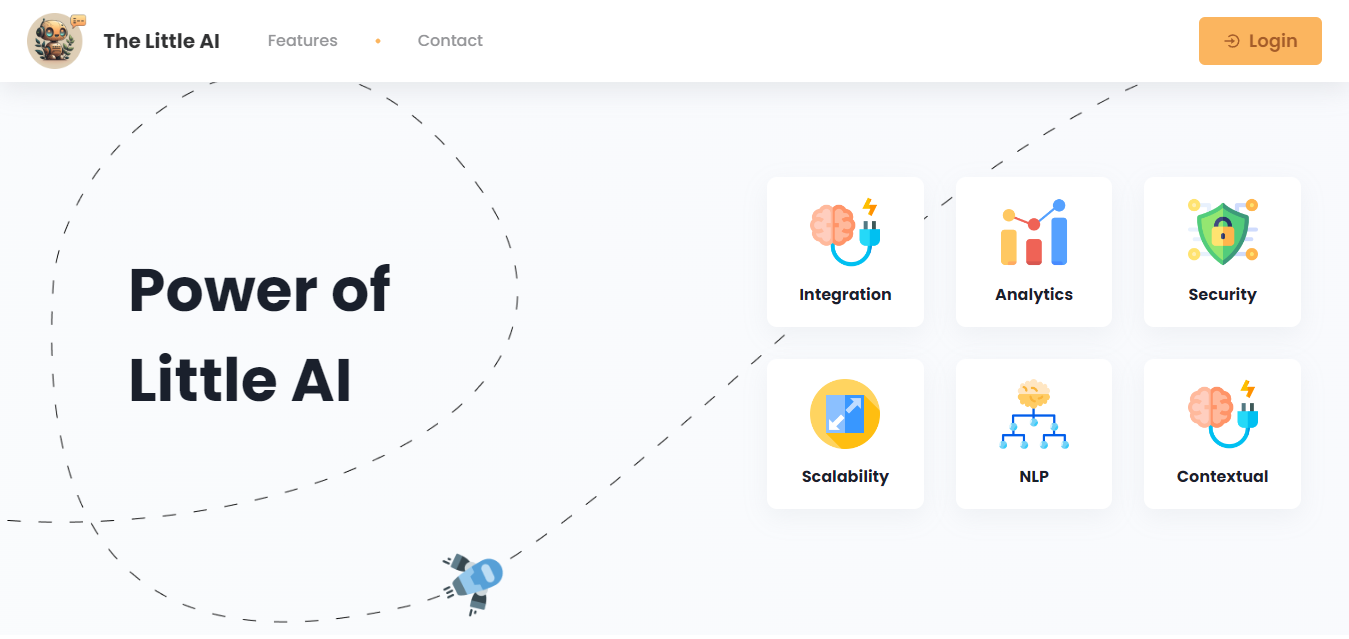 The Little AI
Features
Contact
Login
Power of
Little AI
Integration
Analytics
Security
Scalability
NLP
Contextual